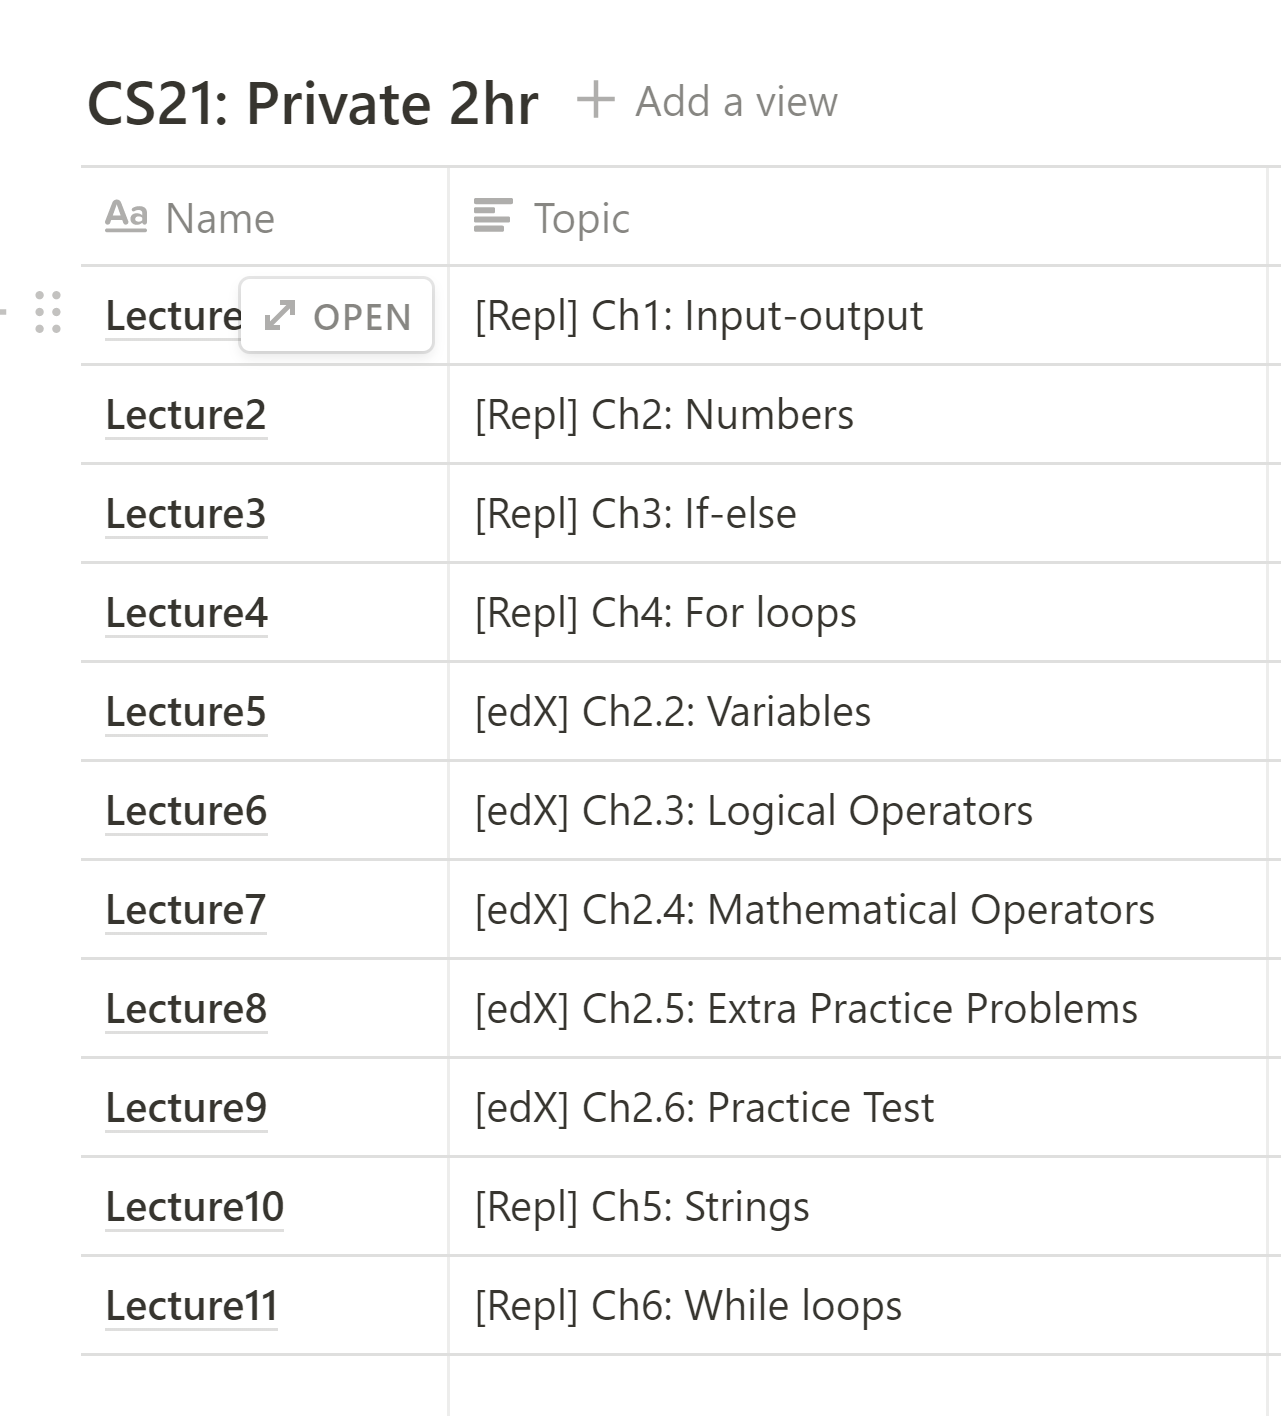 CS21: Private 2hr + Add a view
Aa Name Topic
Lecture OPEN [Repl] Ch1: Input-output
Lecture2 [Repl] Ch2: Numbers
Lecture3 [Repl] Ch3: If-else
Lecture4 [Repl] Ch4: For loops
Lecture5 [edX] Ch2.2: Variables
Lecture6 [edX] Ch2.3: Logical Operators
Lecture7 [edX] Ch2.4: Mathematical Operators
Lecture8 [edX] Ch2.5: Extra Practice Problems
Lecture9 [edX] Ch2.6: Practice Test
Lecture10 [Repl] Ch5: Strings
Lecture11 [Repl] Ch6: While loops